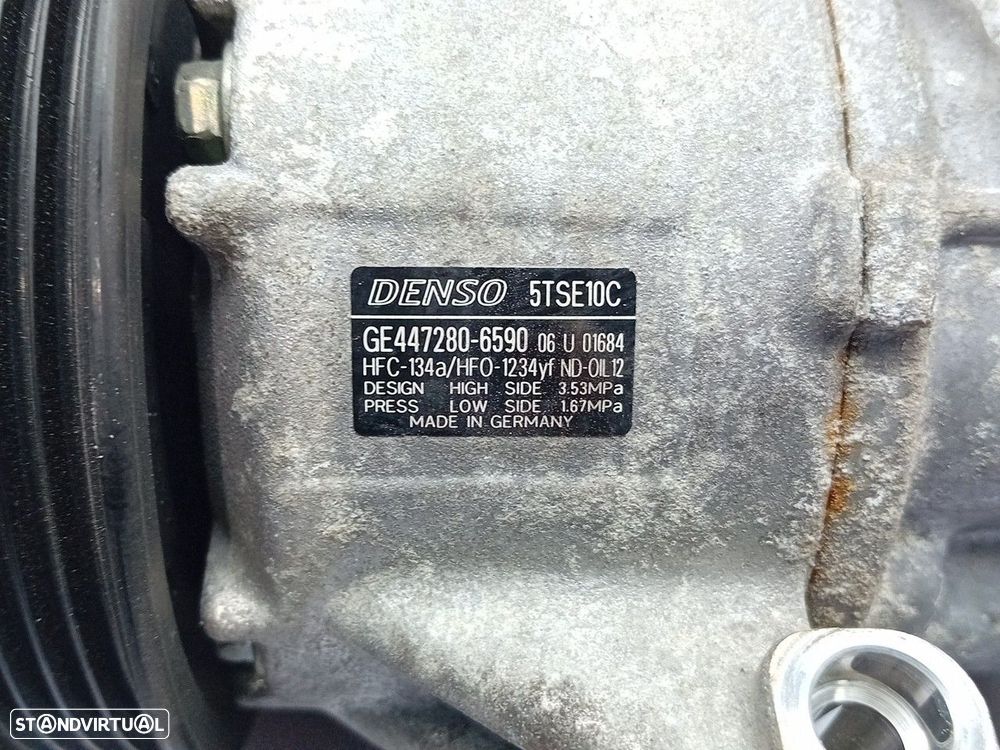 DENSO 5TSE10C
GE447280-6590 06 U 01684
HFC-134a/HFO-1234yf ND-OIL12
DESIGN HIGH SIDE 3.53MPa
PRESS LOW SIDE 1.67MPa
MADE IN GERMANY
STANDVIRTUAL